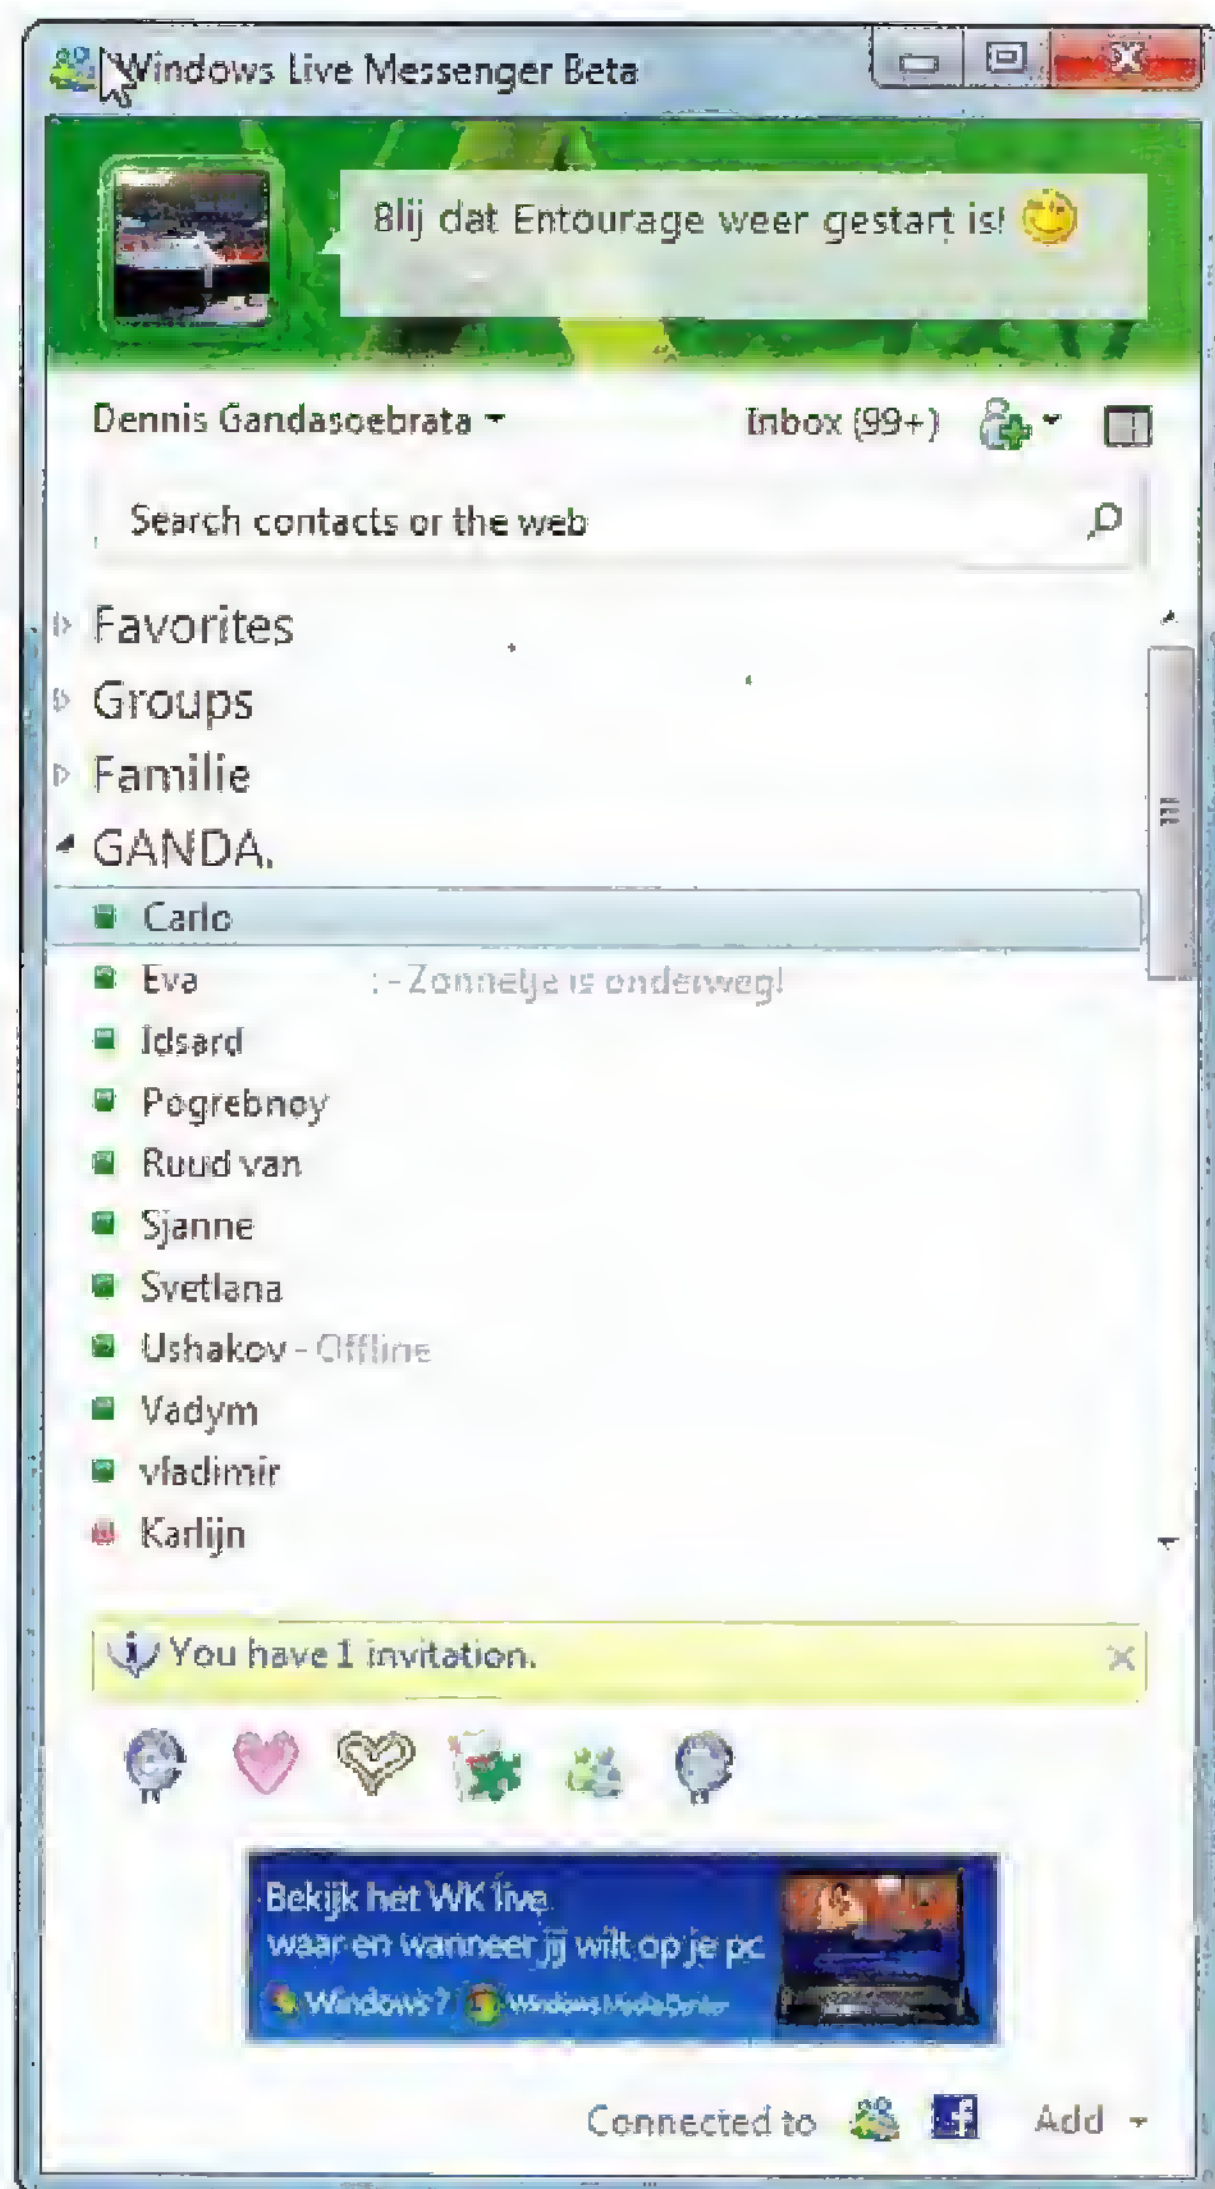 Windows Live Messenger Beta
Blij dat Entourage weer gestart is!
Dennis Gandasoebrata
Inbox (99+)
Search contacts or the web
Favorites
Groups
Familie
GANDA.
Carlo
Eva :- Zonnetje is onderweg!
Idsard
Pogrebnoy
Ruud van
Sjanne
Svetlana
Ushakov - Offline
Vadym
vladimir
Karlijn
You have 1 invitation.
Bekijk het WK live
waar en wanneer jij wilt op je pc
Windows 7 Windows Media Center
Connected to f Add